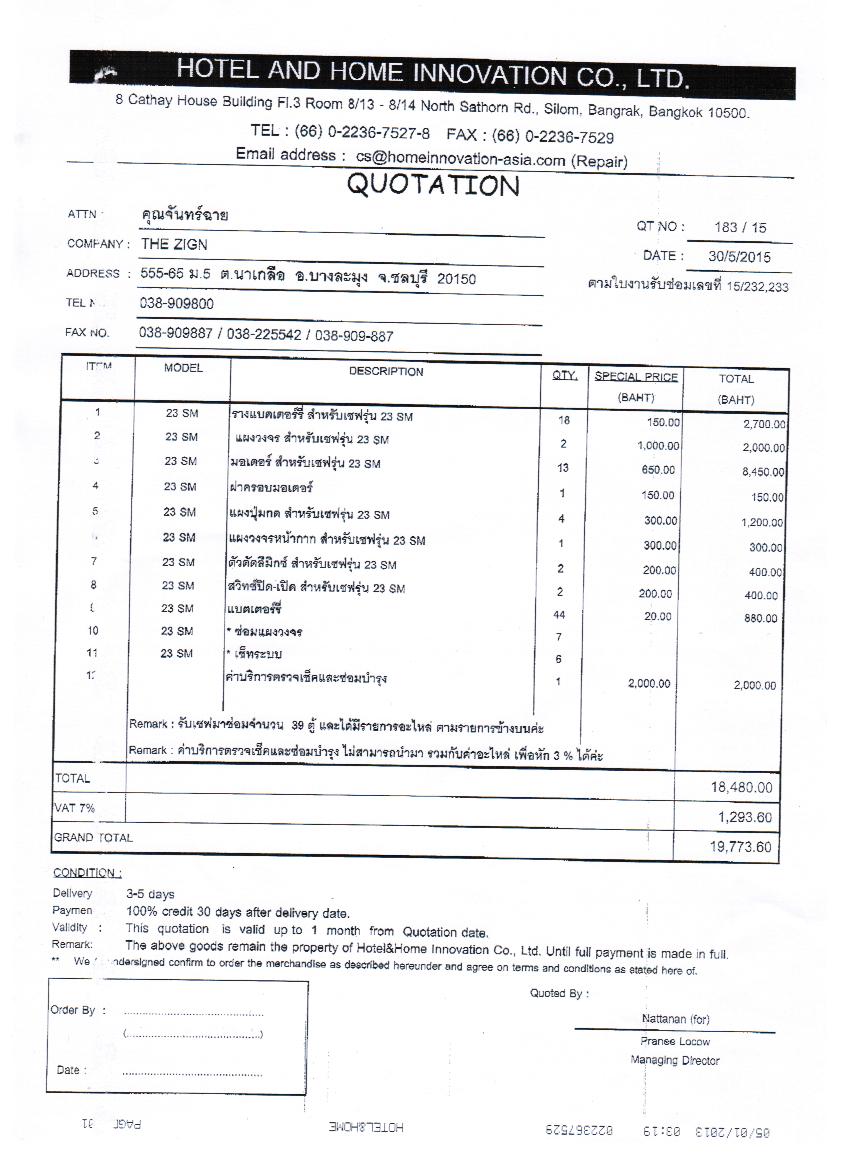 HOTEL AND HOME INNOVATION CO., LTD.
8 Cathay House Building Fl.3 Room 8/13 - 8/14 North Sathorn Rd., Silom, Bangrak, Bangkok 10500.
TEL : (66) 0-2236-7527-8 FAX : (66) 0-2236-7529
Email address : cs@homeinnovation-asia.com (Repair)
QUOTATION
ATTN : คุณจันทร์ฉาย
QT NO : 183 / 15
COMPANY : THE ZIGN
DATE : 30/5/2015
ADDRESS : 555-65 ม.5 ต.นาเกลือ อ.บางละมุง จ.ชลบุรี 20150
ตามใบงานรับซ่อมเลขที่ 15/232,233
TEL 038-909800
FAX NO. 038-909887 / 038-225542 / 038-909-887
ITEM MODEL DESCRIPTION QTY. SPECIAL PRICE TOTAL
(BAHT) (BAHT)
1 23 SM รางแบตเตอร์รี่ สำหรับเซฟรุ่น 23 SM 18 150.00 2,700.00
2 23 SM แผงวงจร สำหรับเซฟรุ่น 23 SM 2 1,000.00 2,000.00
23 SM มอเตอร์ สำหรับเซฟรุ่น 23 SM 13 650.00 8,450.00
4 23 SM ฝาครอบมอเตอร์ 1 150.00 150.00
5 23 SM แผงปุ่มกด สำหรับเซฟรุ่น 23 SM 4 300.00 1,200.00
23 SM แผงวงจรหน้ากาก สำหรับเซฟรุ่น 23 SM 1 300.00 300.00
7 23 SM ตัวตัดลิมิกซ์ สำหรับเซฟรุ่น 23 SM 2 200.00 400.00
8 23 SM สวิทซ์ปิด-เปิด สำหรับเซฟรุ่น 23 SM 2 200.00 400.00
23 SM แบตเตอร์รี่ 44 20.00 880.00
10 23 SM * ซ่อมแผงวงจร 7
11 23 SM * เซ็ทระบบ 6
ค่าบริการตรวจเช็คและซ่อมบำรุง 1 2,000.00 2,000.00
Remark : รับเซฟมาซ่อมจำนวน 39 ตู้ และได้มีรายการอะไหล่ ตามรายการข้างบนค่ะ
Remark : ค่าบริการตรวจเช็คและซ่อมบำรุง ไม่สามารถนำมา รวมกับค่าอะไหล่ เพื่อหัก 3 % ได้ค่ะ
TOTAL 18,480.00
VAT 7% 1,293.60
GRAND TOTAL 19,773.60
CONDITION :
Delivery 3-5 days
Paymen 100% credit 30 days after delivery date.
Validity : This quotation is valid up to 1 month from Quotation date.
Remark: The above goods remain the property of Hotel&Home Innovation Co., Ltd. Until full payment is made in full.
** We undersigned confirm to order the merchandise as described hereunder and agree on terms and conditions as stated here of.
Quoted By :
Order By : ..........................................
(..........................................)
Date : ..........................................
Nattanan (for)
Pranee Locow
Managing Director
05/01/2013 03:19 022367529 HOTEL&HOME PAGE 01